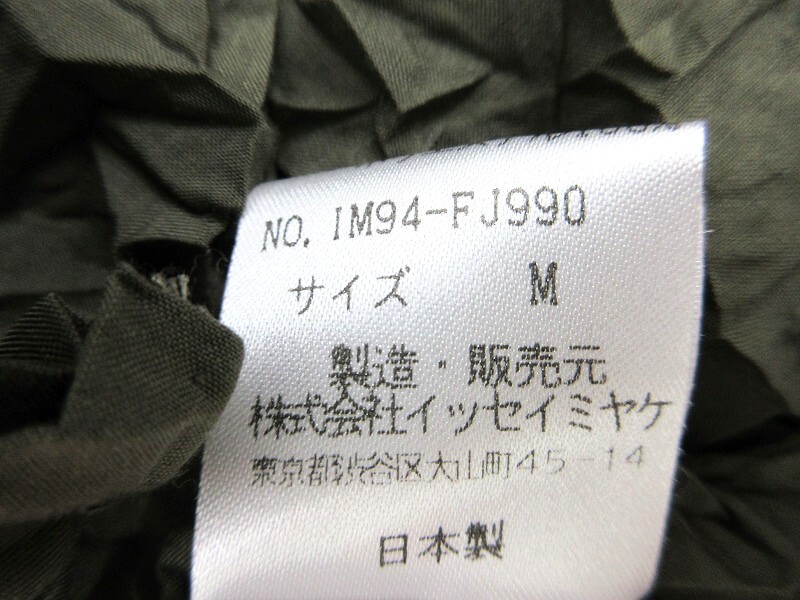 NO. IM94-FJ990
サイズ M
製造・販売元
株式会社イッセイミヤケ
東京都渋谷区大山町45-14
日本製